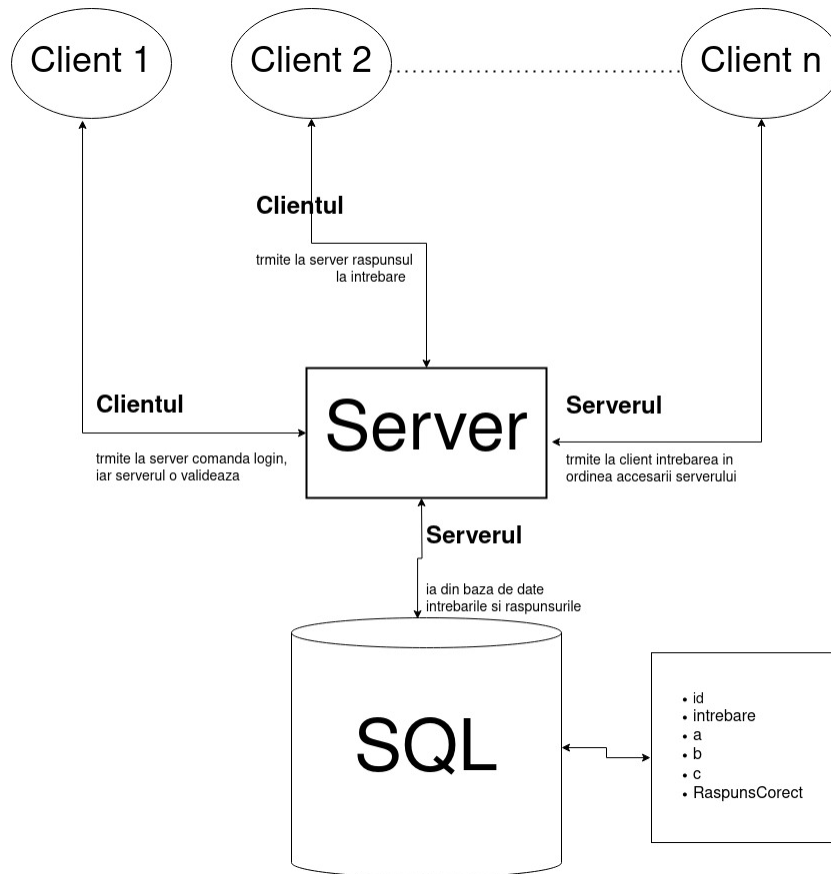 Client 1
Client 2
Client n
Clientul
trmite la server raspunsul
la intrebare
Clientul
trmite la server comanda login,
iar serverul o valideaza
Server
Serverul
trmite la client intrebarea in
ordinea accesarii serverului
Serverul
ia din baza de date
intrebarile si raspunsurile
SQL
• id
• intrebare
• a
• b
• c
• RaspunsCorect